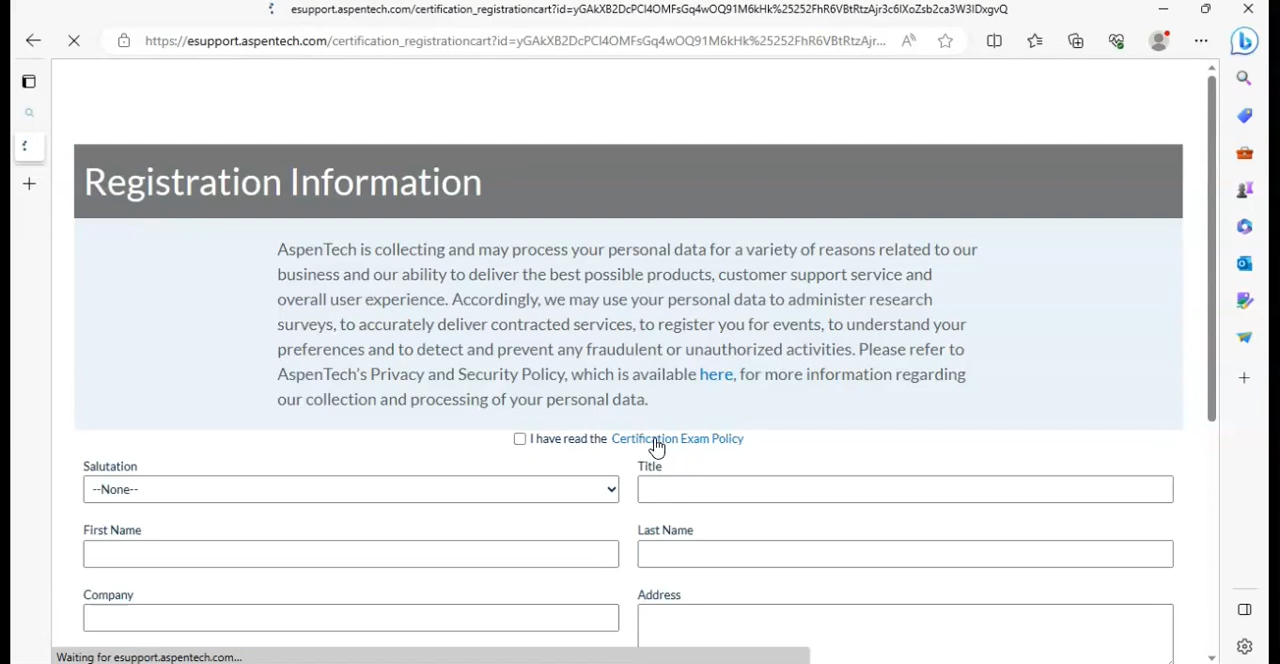 esupport.aspentech.com/certification_registrationcart?id=yGAkXB2DcPCl4OMFsGq4wOQ91M6kHk%25252FhR6VBtRtzAjr3c6lXoZsb2ca3W3lDxgvQ
https://esupport.aspentech.com/certification_registrationcart?id=yGAkXB2DcPCl4OMFsGq4wOQ91M6kHk%25252FhR6VBtRtzAjr...
Registration Information
AspenTech is collecting and may process your personal data for a variety of reasons related to our
business and our ability to deliver the best possible products, customer support service and
overall user experience. Accordingly, we may use your personal data to administer research
surveys, to accurately deliver contracted services, to register you for events, to understand your
preferences and to detect and prevent any fraudulent or unauthorized activities. Please refer to
AspenTech's Privacy and Security Policy, which is available here, for more information regarding
our collection and processing of your personal data.
I have read the Certification Exam Policy
Salutation
Title
--None--
First Name
Last Name
Company
Address
Waiting for esupport.aspentech.com...